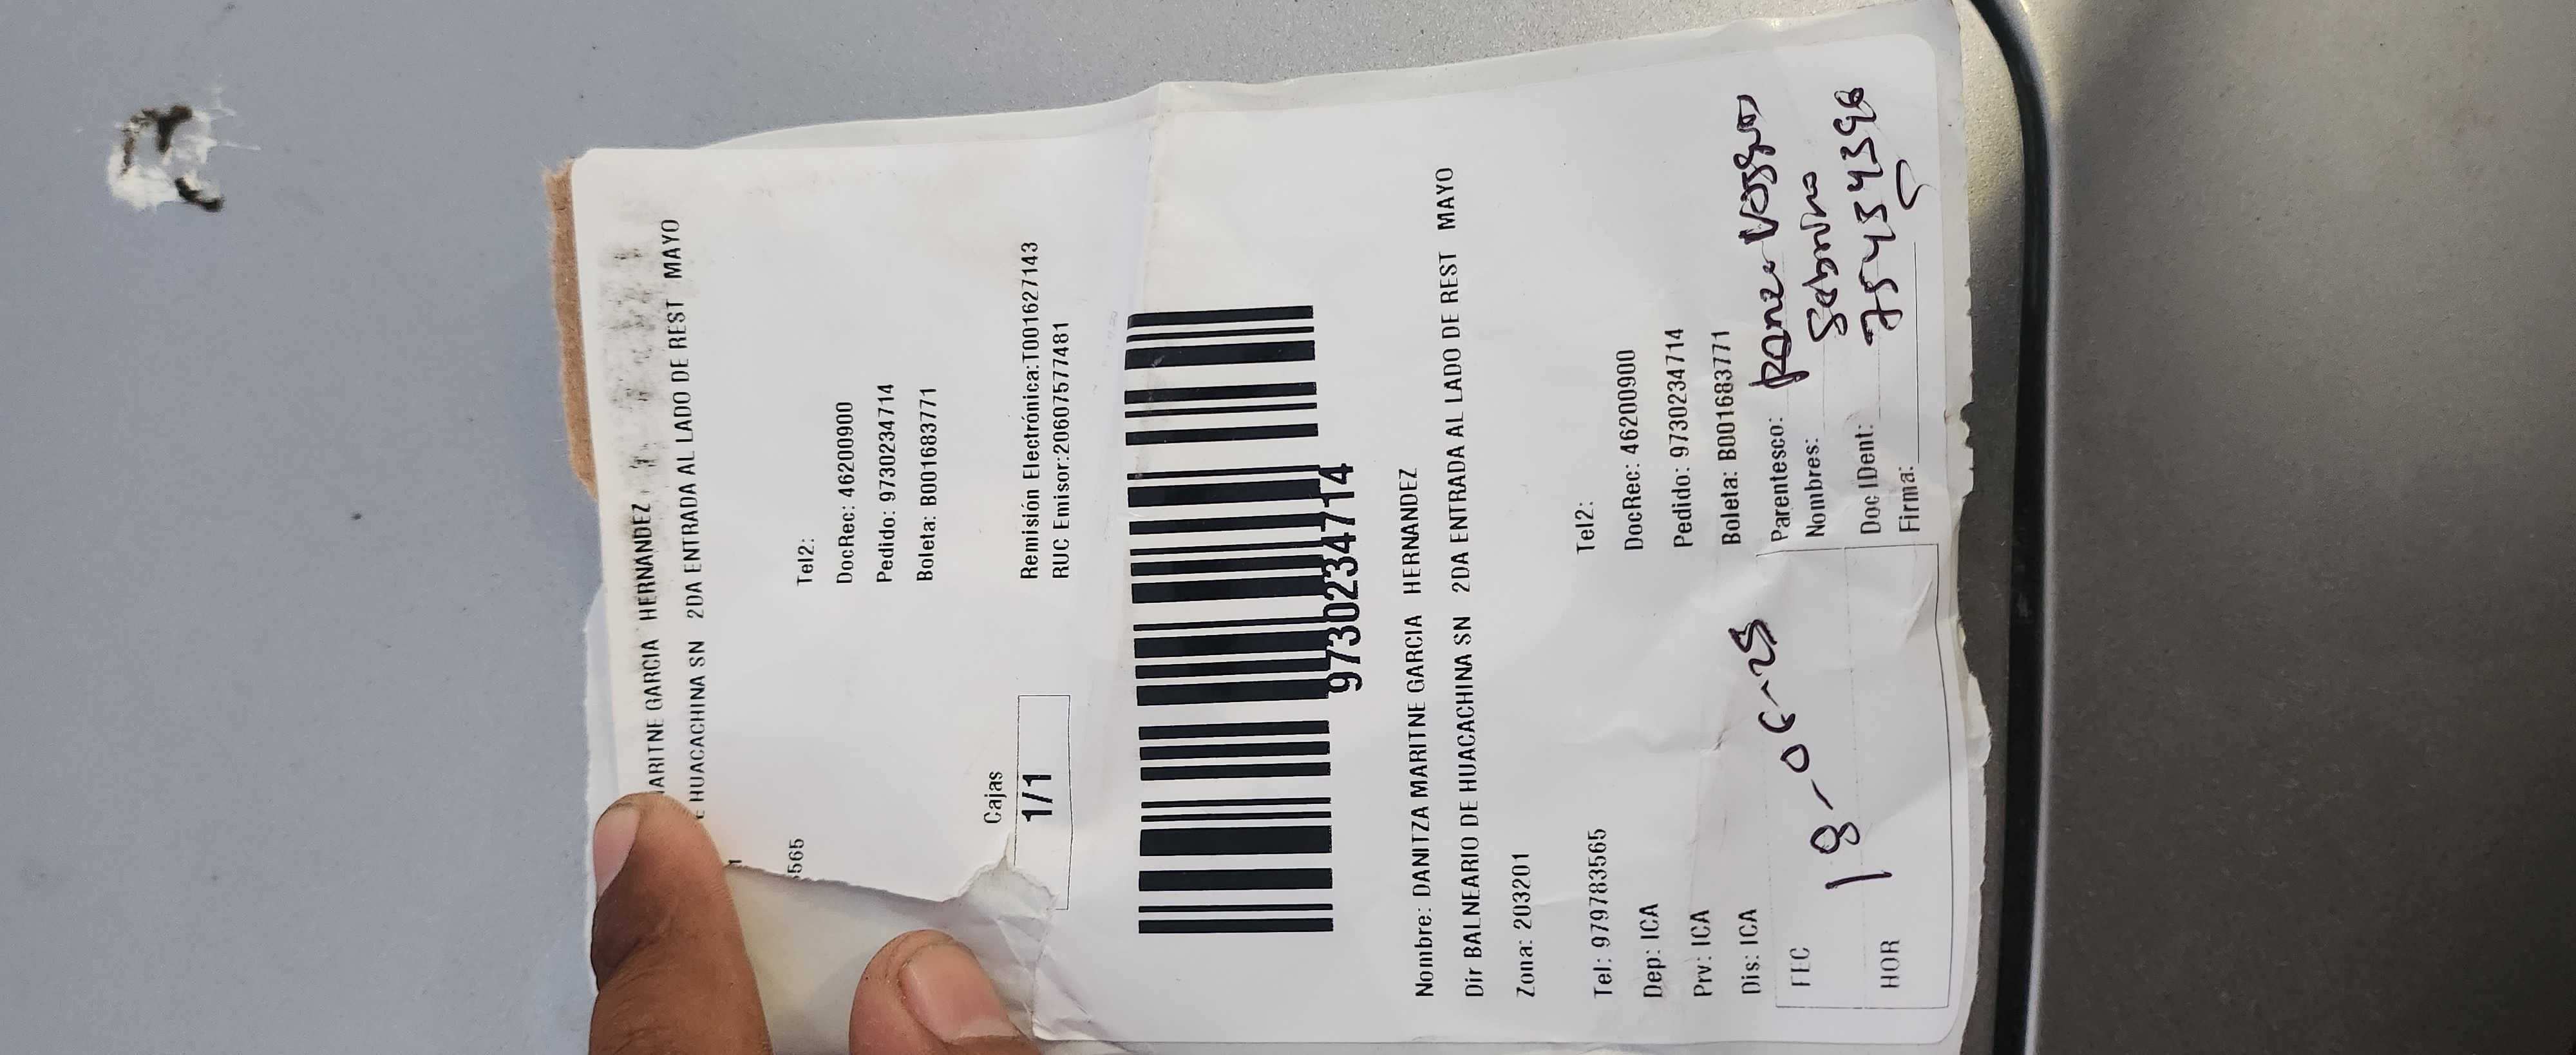 ARITNE GARCIA HERNANDEZ
HUACACHINA SN 2DA ENTRADA AL LADO DE REST MAYO
565
Tel2:
DocRec: 46200900
Pedido: 9730234714
Boleta: B001683771
Cajas
1/1
Remisión Electrónica:T001627143
RUC Emisor:20607577481
9730234714
Nombre: DANITZA MARITNE GARCIA HERNANDEZ
Dir BALNEARIO DE HUACACHINA SN 2DA ENTRADA AL LADO DE REST MAYO
Zona: 203201
Tel: 979783565 Tel2:
Dep: ICA DocRec: 46200900
Prv: ICA Pedido: 9730234714
Dis: ICA Boleta: B001683771
FEC 18-06-25
HOR
Parentesco:
Nombres: Sabrina
Doc IDent: 75454398
Firma: